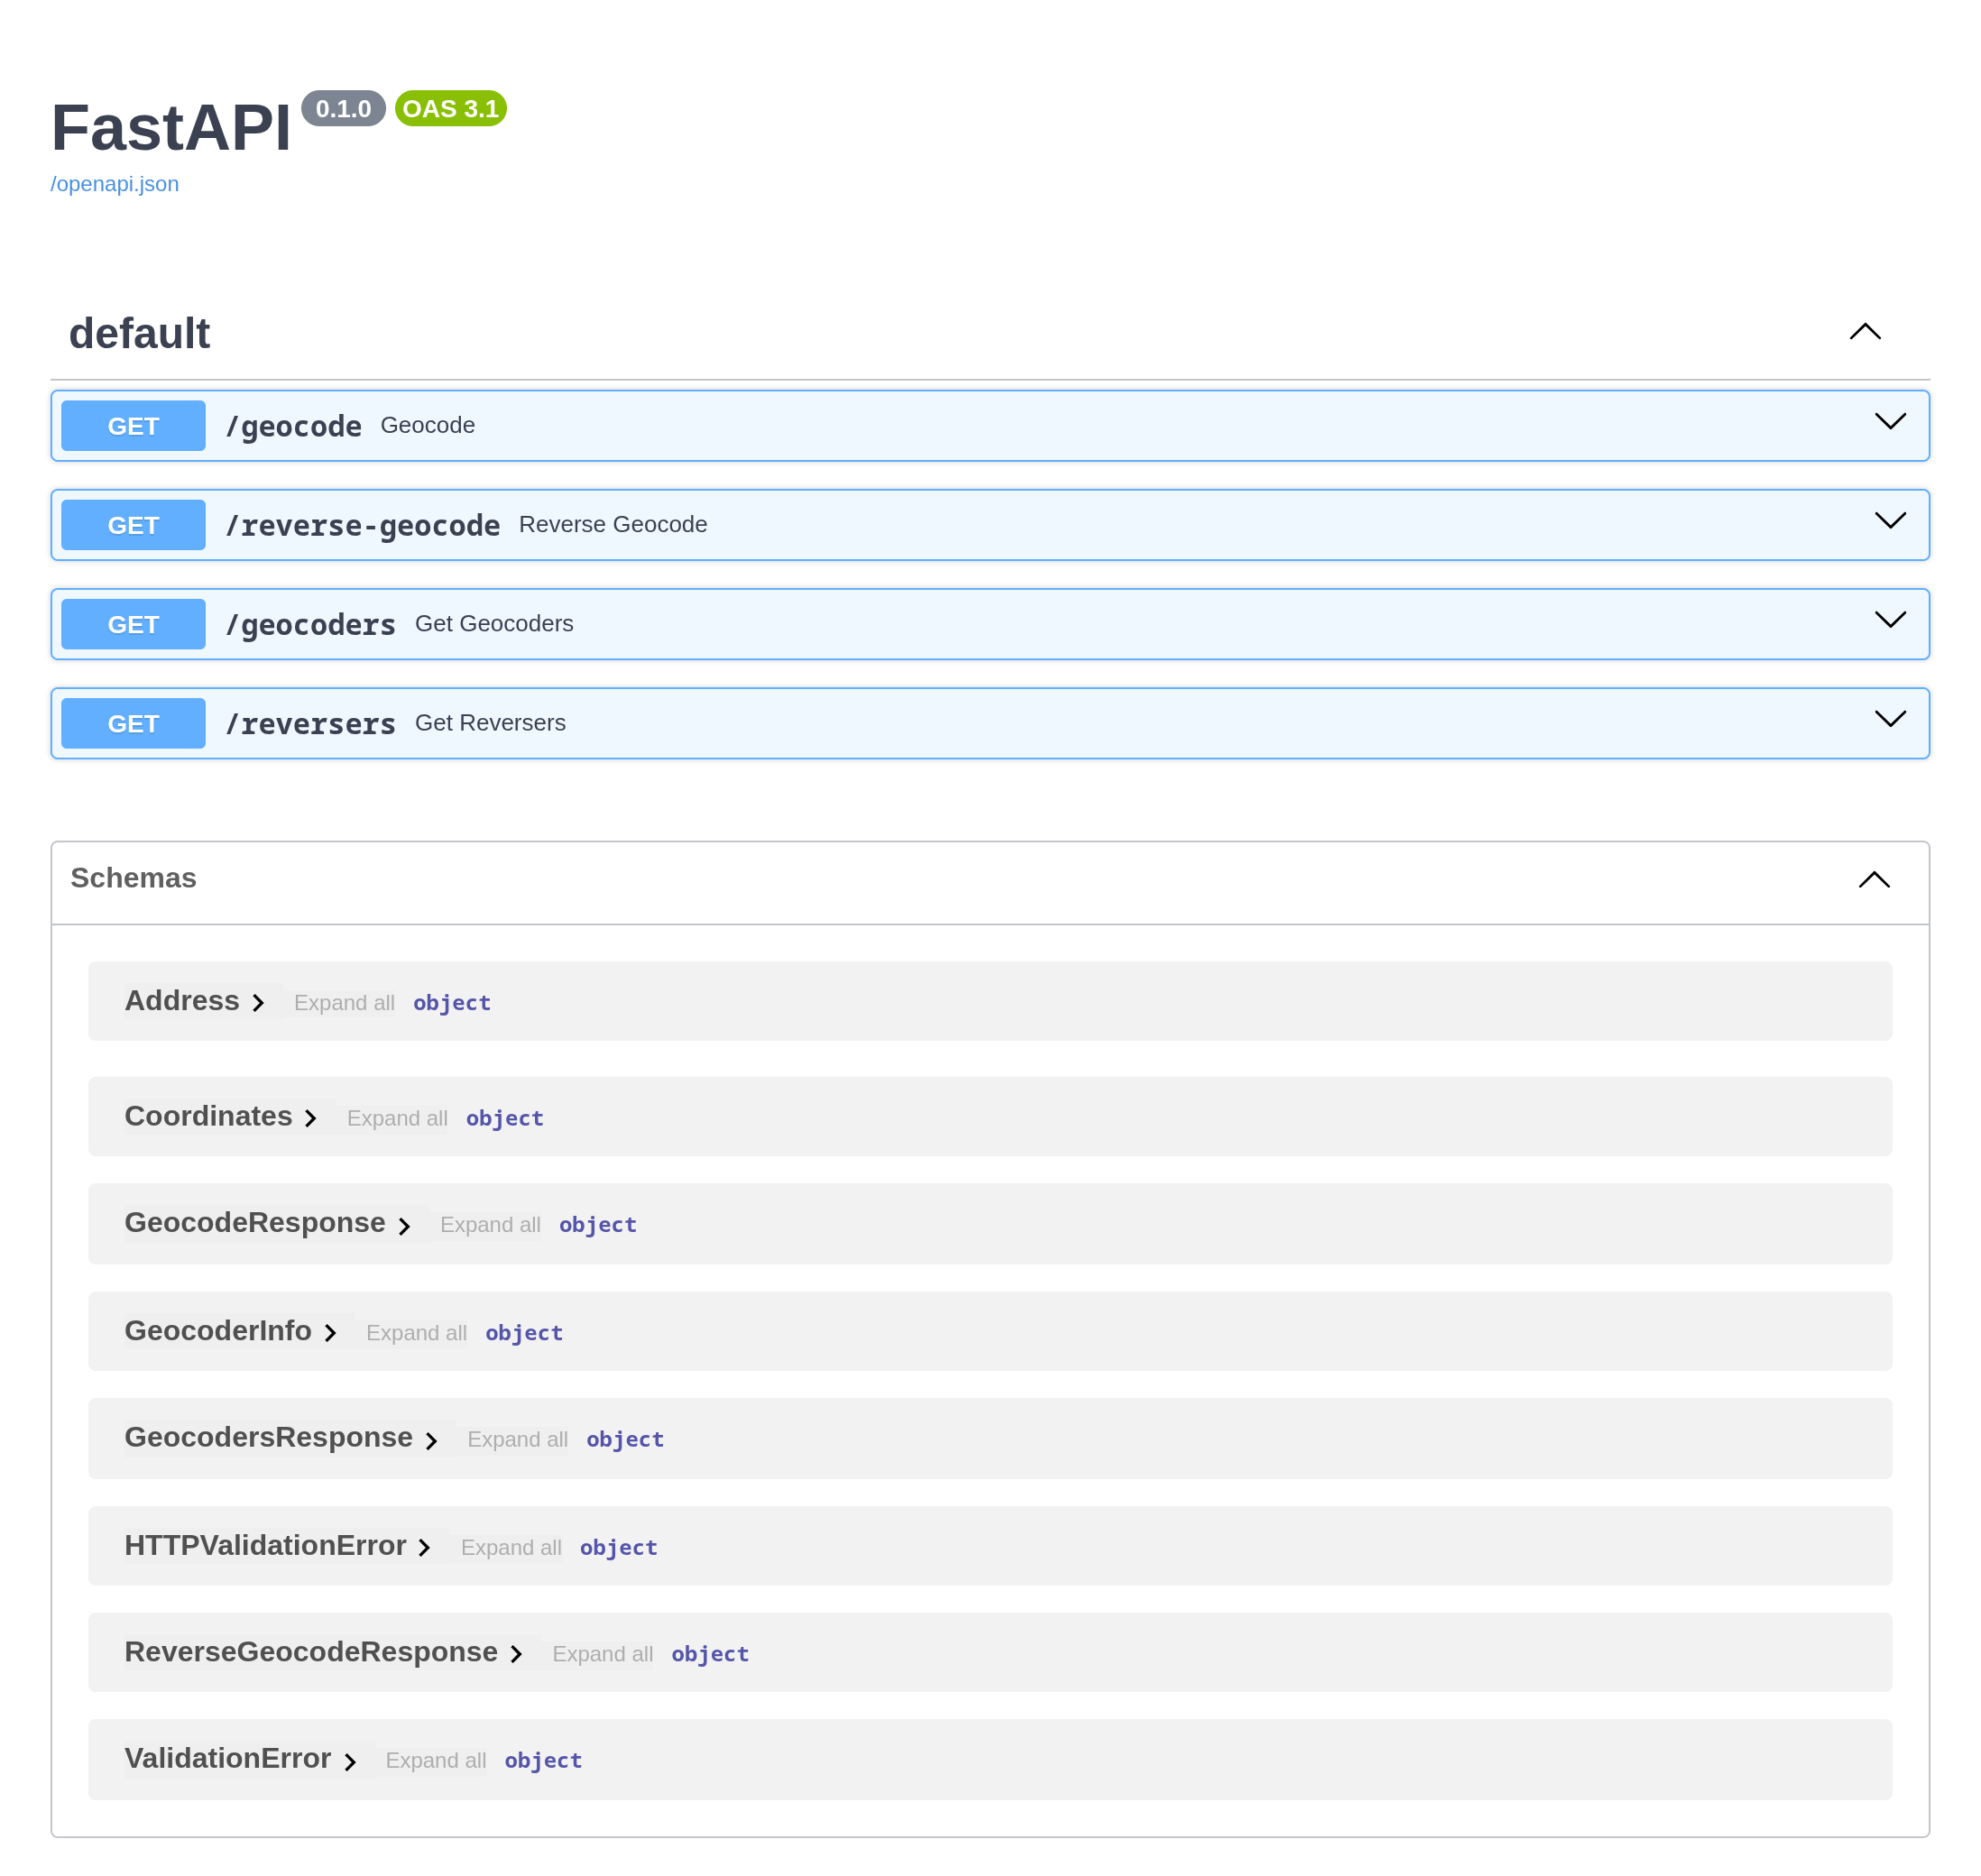 FastAPI 0.1.0 OAS 3.1
/openapi.json
default
GET /geocode Geocode
GET /reverse-geocode Reverse Geocode
GET /geocoders Get Geocoders
GET /reversers Get Reversers
Schemas
Address Expand all object
Coordinates Expand all object
GeocodeResponse Expand all object
GeocoderInfo Expand all object
GeocodersResponse Expand all object
HTTPValidationError Expand all object
ReverseGeocodeResponse Expand all object
ValidationError Expand all object